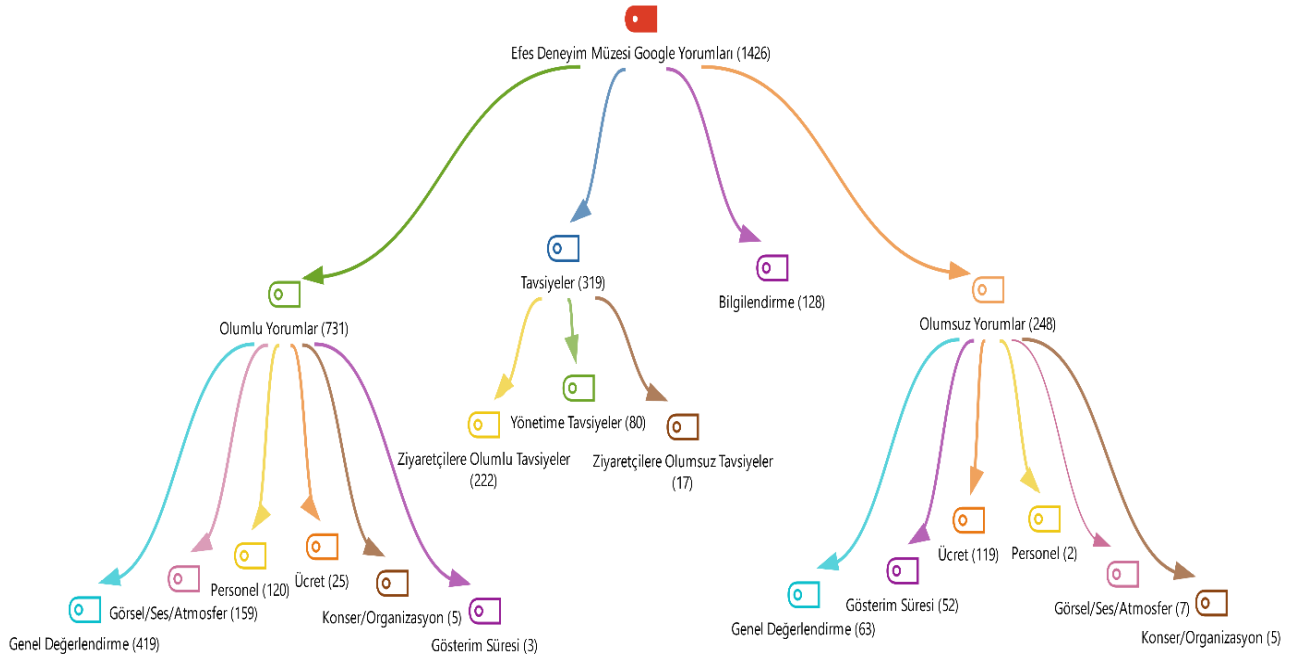 Efes Deneyim Müzesi Google Yorumları (1426)
Tavsiyeler (319)
Bilgilendirme (128)
Olumlu Yorumlar (731)
Olumsuz Yorumlar (248)
Yönetime Tavsiyeler (80)
Ziyaretçilere Olumlu Tavsiyeler
(222)
Ziyaretçilere Olumsuz Tavsiyeler
(17)
Genel Değerlendirme (419)
Görsel/Ses/Atmosfer (159)
Personel (120)
Ücret (25)
Konser/Organizasyon (5)
Gösterim Süresi (3)
Genel Değerlendirme (63)
Gösterim Süresi (52)
Ücret (119)
Personel (2)
Görsel/Ses/Atmosfer (7)
Konser/Organizasyon (5)